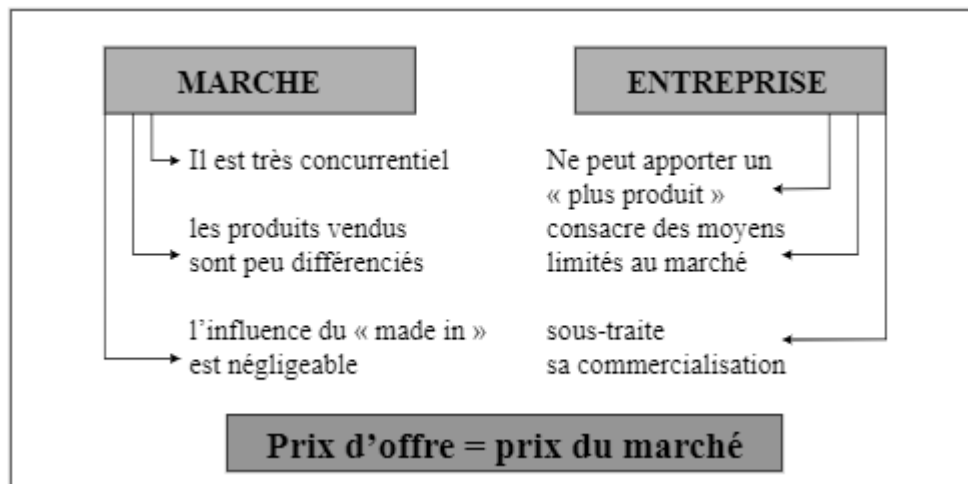 MARCHE
Il est très concurrentiel
les produits vendus
sont peu différenciés
l’influence du « made in »
est négligeable
ENTREPRISE
Ne peut apporter un
« plus produit »
consacre des moyens
limités au marché
sous-traite
sa commercialisation
Prix d’offre = prix du marché